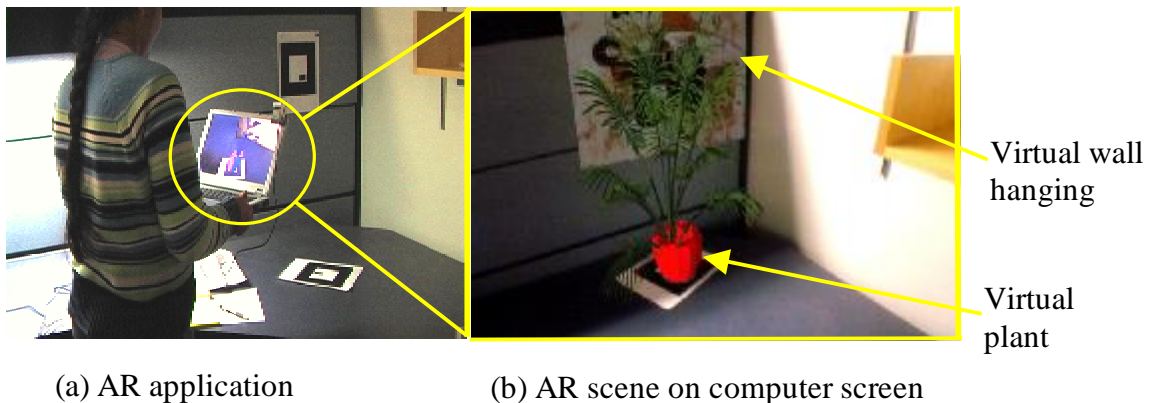 Virtual wall
hanging
Virtual
plant
(a) AR application
(b) AR scene on computer screen